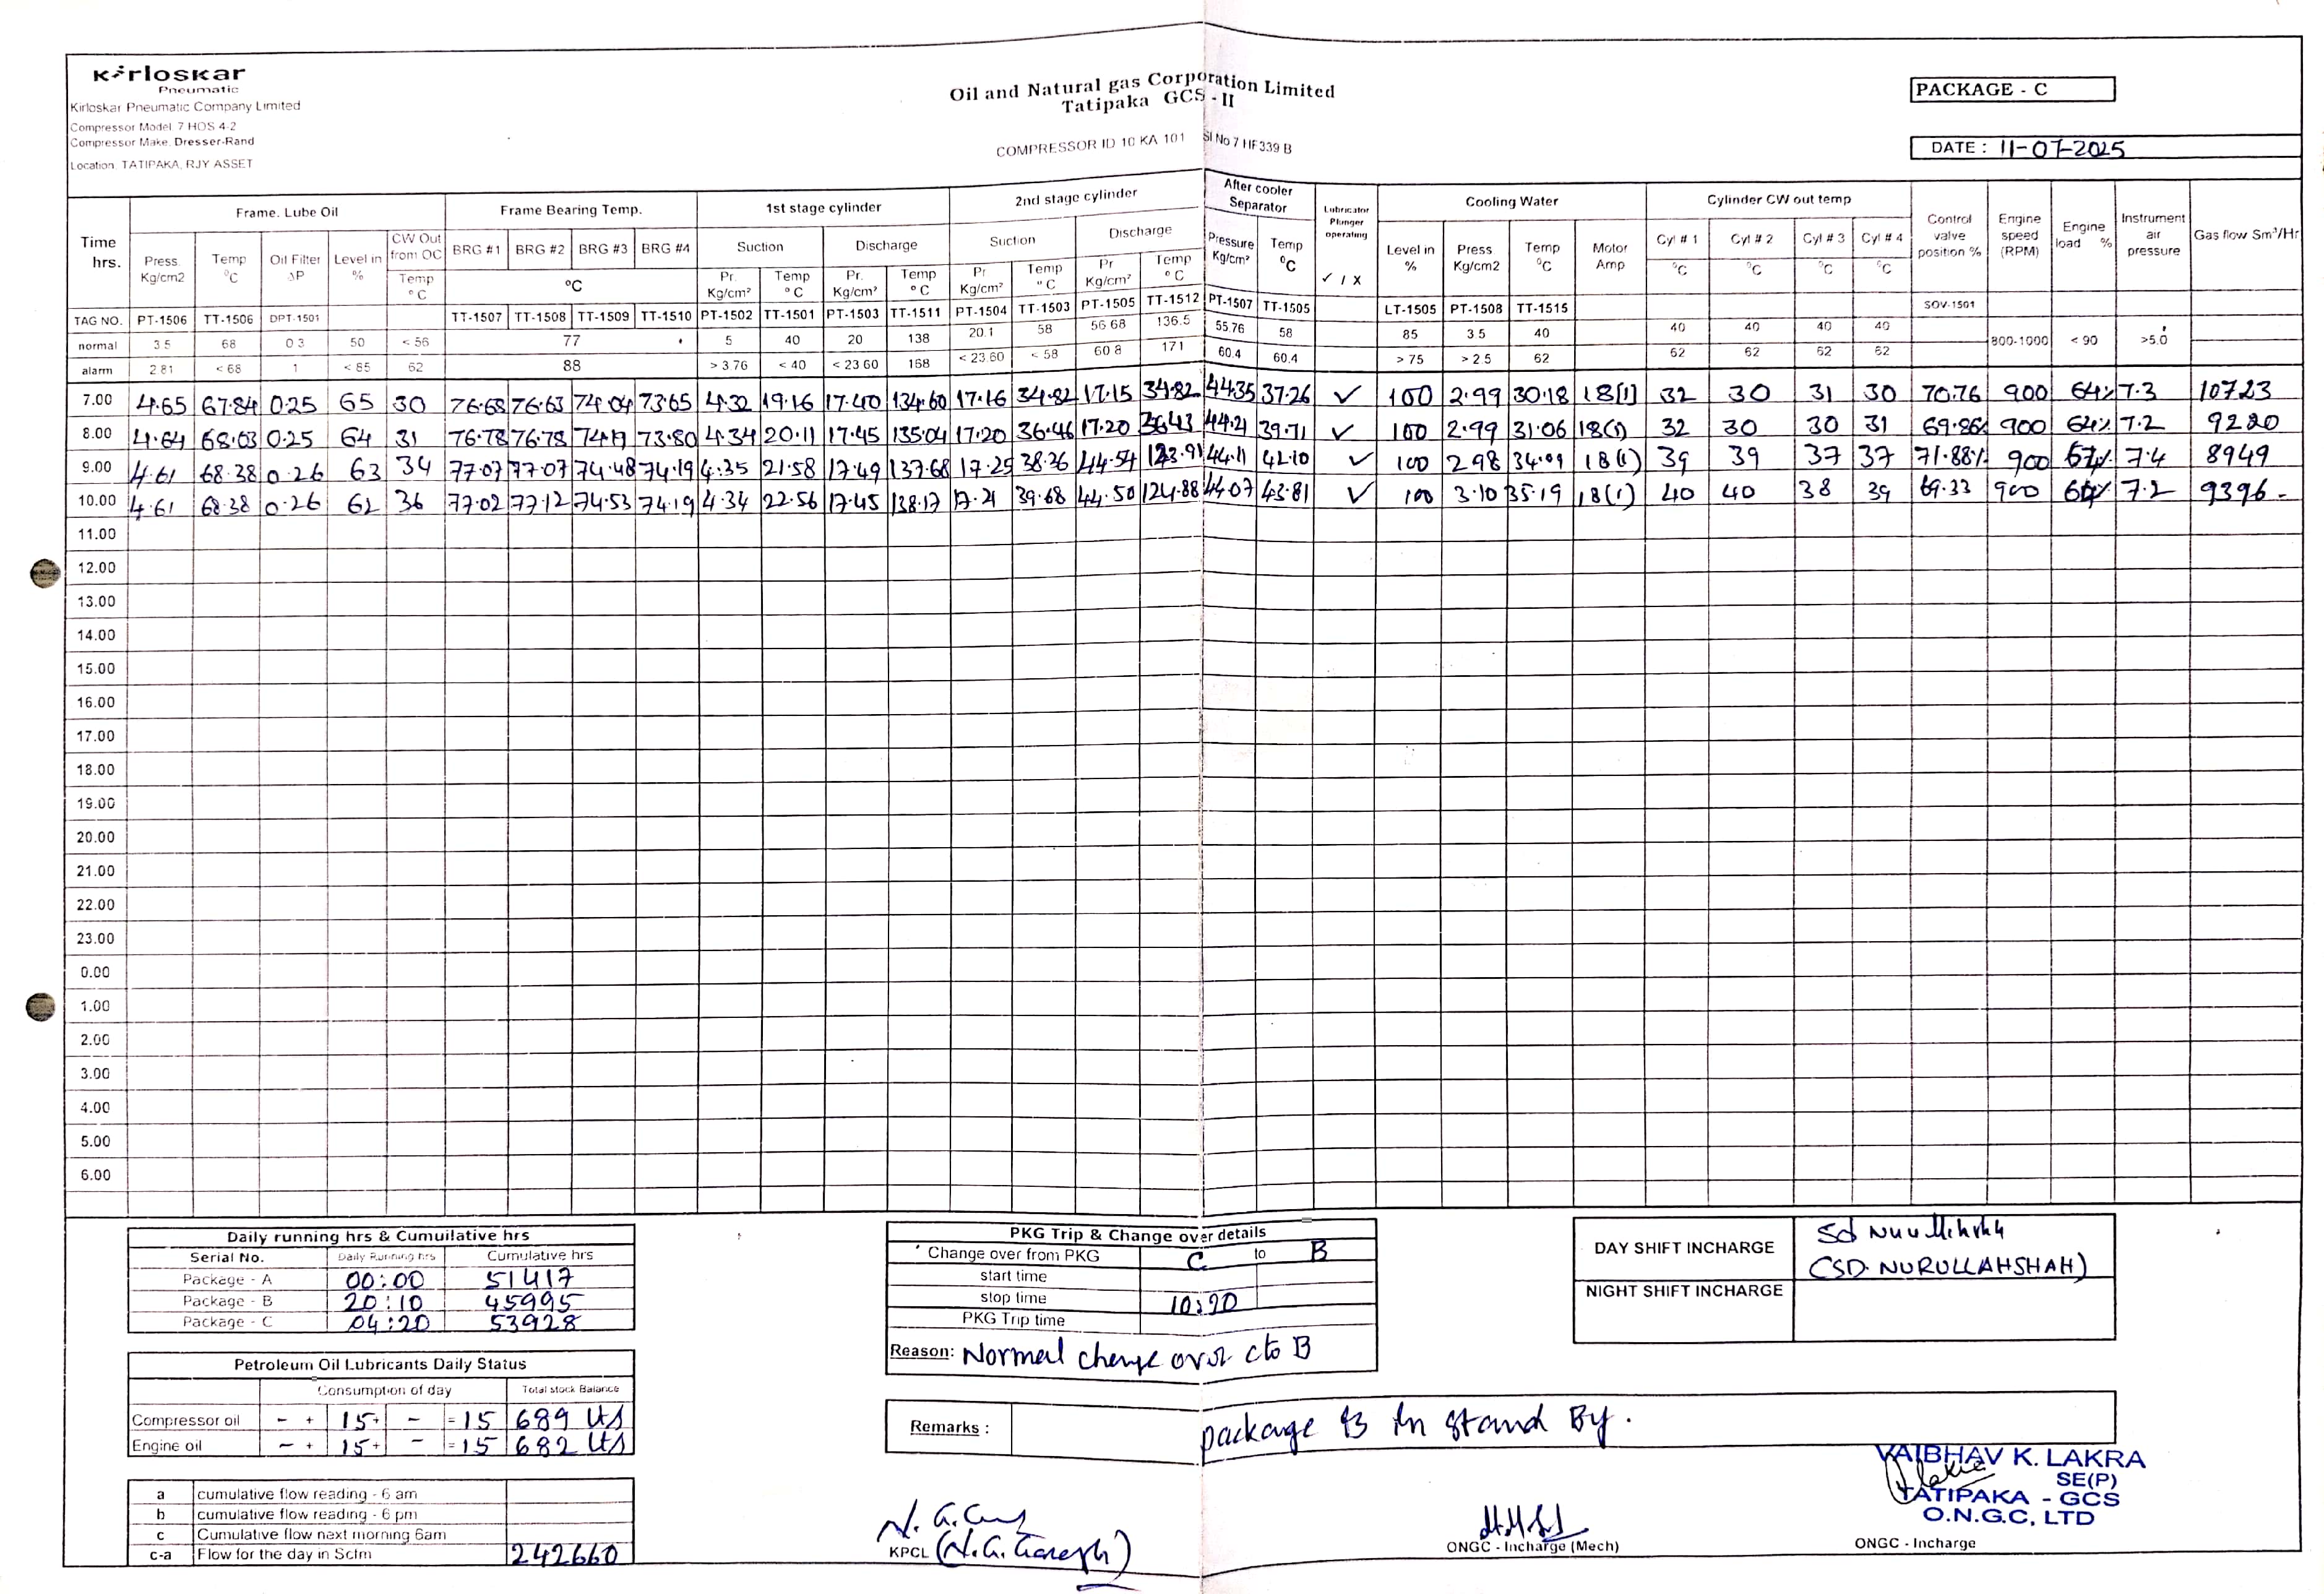 Kirloskar
Pneumatic
Kirloskar Pneumatic Company Limited
Compressor Model 7 HOS 4-2
Compressor Make. Dresser-Rand
Location. TATIPAKA, RJY ASSET
Oil and Natural gas Corporation Limited
Tatipaka GCS - II
COMPRESSOR ID 10 KA 101 Sl No 7 HF339 B
PACKAGE - C
DATE : 11-07-2025
Time hrs. Frame. Lube Oil Frame Bearing Temp. 1st stage cylinder 2nd stage cylinder After cooler Separator Lubricator Plunger operating Cooling Water Cylinder CW out temp Control valve position % Engine speed (RPM) Engine load % Instrument air pressure Gas flow Sm³/Hr
Press. Kg/cm2 Temp °C Oil Filter ΔP Level in % CW Out from OC BRG #1 BRG #2 BRG #3 BRG #4 Suction Discharge Suction Discharge Pressure Kg/cm² Temp °C Level in % Press Kg/cm2 Temp °C Motor Amp Cyl # 1 Cyl # 2 Cyl # 3 Cyl # 4
Temp °C °C Pr. Kg/cm² Temp °C Pr. Kg/cm² Temp °C Pr Kg/cm² Temp °C Pr Kg/cm² Temp °C ✓ / X °C °C °C °C
TAG NO. PT-1506 TT-1506 DPT-1501 TT-1507 TT-1508 TT-1509 TT-1510 PT-1502 TT-1501 PT-1503 TT-1511 PT-1504 TT-1503 PT-1505 TT-1512 PT-1507 TT-1505 LT-1505 PT-1508 TT-1515 SOV-1501
normal 3.5 68 0.3 50 < 56 77 5 40 20 138 20.1 58 56.68 136.5 55.76 58 85 3.5 40 40 40 40 40 800-1000 < 90 >5.0
alarm 2.81 < 68 1 < 65 62 88 > 3.76 < 40 < 23.60 168 < 23.60 < 58 60.8 171 60.4 60.4 > 75 > 2.5 62 62 62 62 62
7.00 4.65 67.84 0.25 65 30 76.68 76.63 74.04 73.65 4.32 19.16 17.40 134.60 17.16 34.82 17.15 34.82 44.35 37.26 ✓ 100 2.99 30.18 18(1) 32 30 31 30 70.76 900 64% 7.3 10723
8.00 4.64 68.03 0.25 64 31 76.78 76.78 74.19 73.80 4.34 20.11 17.45 135.04 17.20 36.46 17.20 36.43 44.21 39.71 ✓ 100 2.99 31.06 18(1) 32 30 30 31 69.86% 900 64% 7.2 9220
9.00 4.61 68.38 0.26 63 34 77.07 77.07 74.48 74.19 4.35 21.58 17.49 137.68 17.25 38.36 44.54 123.91 44.11 42.10 ✓ 100 2.98 34.09 18(1) 39 39 37 37 71.88% 900 67% 7.4 8949
10.00 4.61 68.38 0.26 62 36 77.02 77.12 74.53 74.19 4.34 22.56 17.45 138.17 17.21 39.68 44.50 124.88 44.07 43.81 ✓ 100 3.10 35.19 18(1) 40 40 38 39 69.33 900 7.2 9396 -
11.00
12.00
13.00
14.00
15.00
16.00
17.00
18.00
19.00
20.00
21.00
22.00
23.00
0.00
1.00
2.00
3.00
4.00
5.00
6.00
Daily running hrs & Cumuilative hrs
Serial No. Daily Running hrs Cumulative hrs
Package - A 00:00 51417
Package - B 20:10 45995
Package - C 04:20 53928
Petroleum Oil Lubricants Daily Status
Consumption of day Total stock Balance
Compressor oil - + 15 + - = 15 689 Lts
Engine oil - + 15 + - = 15 682 Lts
a cumulative flow reading - 6 am
b cumulative flow reading - 6 pm
c Cumulative flow next morning 6am
c-a Flow for the day in Sctm 242660
PKG Trip & Change over details
Change over from PKG C to B
start time
stop time 10:20
PKG Trip time
Reason: Normal change over c to B
Remarks : package is in stand By.
DAY SHIFT INCHARGE
(SD. NURULLAHSHAH)
NIGHT SHIFT INCHARGE
KPCL (N.G. Ganesh)
ONGC - Incharge (Mech)
VAIBHAV K. LAKRA
SE(P)
TATIPAKA - GCS
O.N.G.C, LTD
ONGC - Incharge